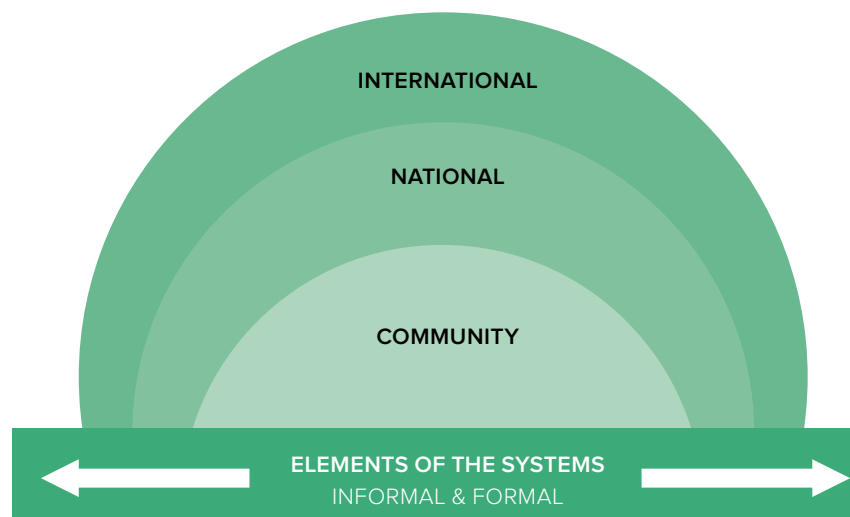 INTERNATIONAL
NATIONAL
COMMUNITY
ELEMENTS OF THE SYSTEMS
INFORMAL & FORMAL